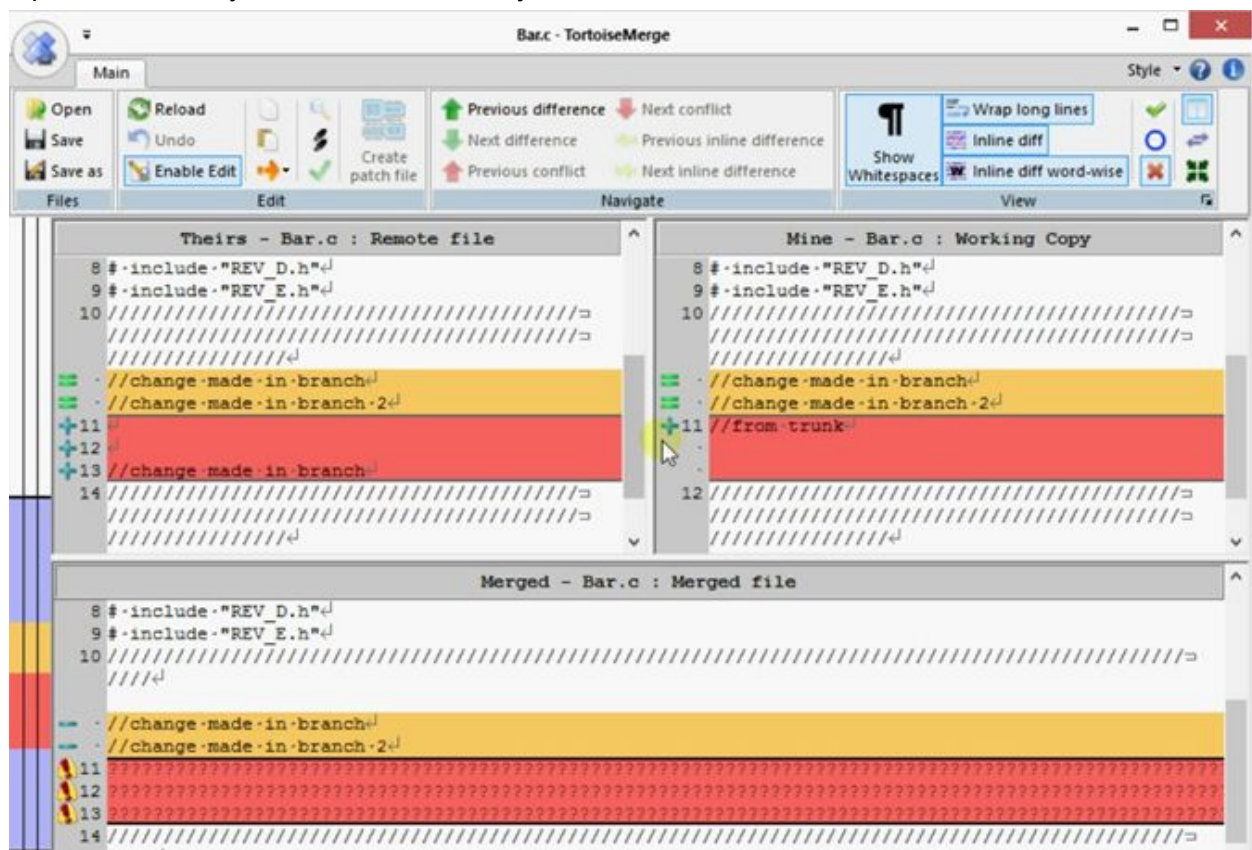 Bar.c - TortoiseMerge
Main
Style
Open
Save
Save as
Files
Reload
Undo
Enable Edit
Create
patch file
Edit
Previous difference
Next difference
Previous conflict
Next conflict
Previous inline difference
Next inline difference
Navigate
¶
Show
Whitespaces
Wrap long lines
Inline diff
Inline diff word-wise
View
Theirs - Bar.c : Remote file
8 #·include·"REV_D.h"↵
9 #·include·"REV_E.h"↵
10 /////////////////////////////////////////⊐
/////////////////////////////////////////⊐
////////////////↵
· //change·made·in·branch↵
· //change·made·in·branch·2↵
11 ↵
12 ↵
13 //change·made·in·branch↵
14 /////////////////////////////////////////⊐
/////////////////////////////////////////⊐
////////////////↵
Mine - Bar.c : Working Copy
8 #·include·"REV_D.h"↵
9 #·include·"REV_E.h"↵
10 /////////////////////////////////////////⊐
/////////////////////////////////////////⊐
////////////////↵
· //change·made·in·branch↵
· //change·made·in·branch·2↵
11 //from·trunk↵
·
·
12 /////////////////////////////////////////⊐
/////////////////////////////////////////⊐
////////////////↵
Merged - Bar.c : Merged file
8 #·include·"REV_D.h"↵
9 #·include·"REV_E.h"↵
10 //////////////////////////////////////////////////////////////////////////////////////////////⊐
////↵
· //change·made·in·branch↵
· //change·made·in·branch·2↵
11 ?????????????????????????????????????????????????????????????????????????????????????????????????
12 ?????????????????????????????????????????????????????????????????????????????????????????????????
13 ?????????????????????????????????????????????????????????????????????????????????????????????????
14 //////////////////////////////////////////////////////////////////////////////////////////////⊐